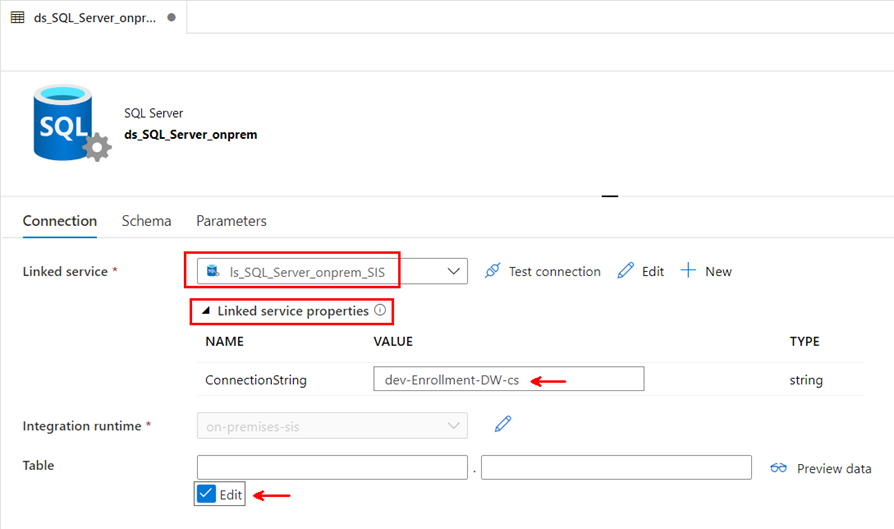 ds_SQL_Server_onpr...
SQL
SQL Server
ds_SQL_Server_onprem
Connection Schema Parameters
Linked service * SQL ls_SQL_Server_onprem_SIS Test connection Edit New
Linked service properties
NAME VALUE TYPE
ConnectionString dev-Enrollment-DW-cs string
Integration runtime * on-premises-sis
Table . Preview data
Edit